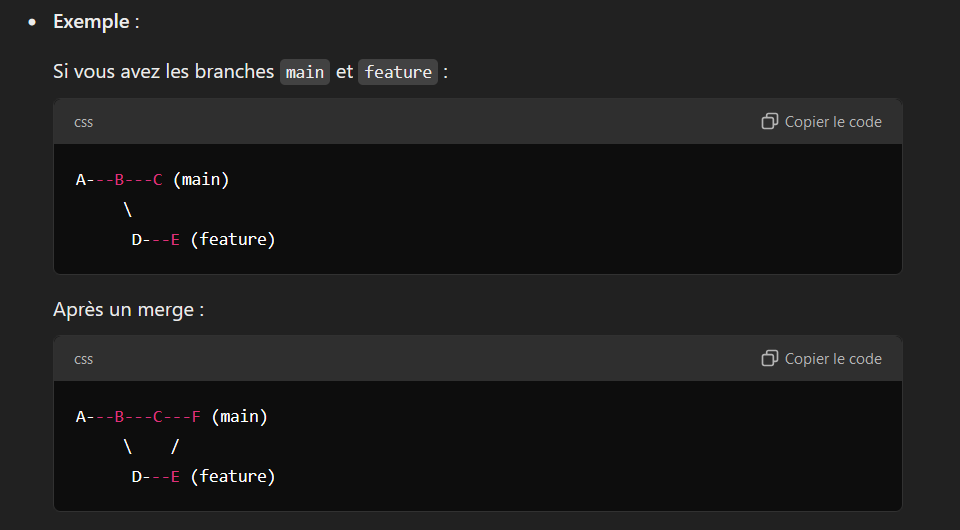 • Exemple :
Si vous avez les branches main et feature :
css Copier le code
A---B---C (main)
     \
      D---E (feature)
Après un merge :
css Copier le code
A---B---C---F (main)
     \    /
      D---E (feature)